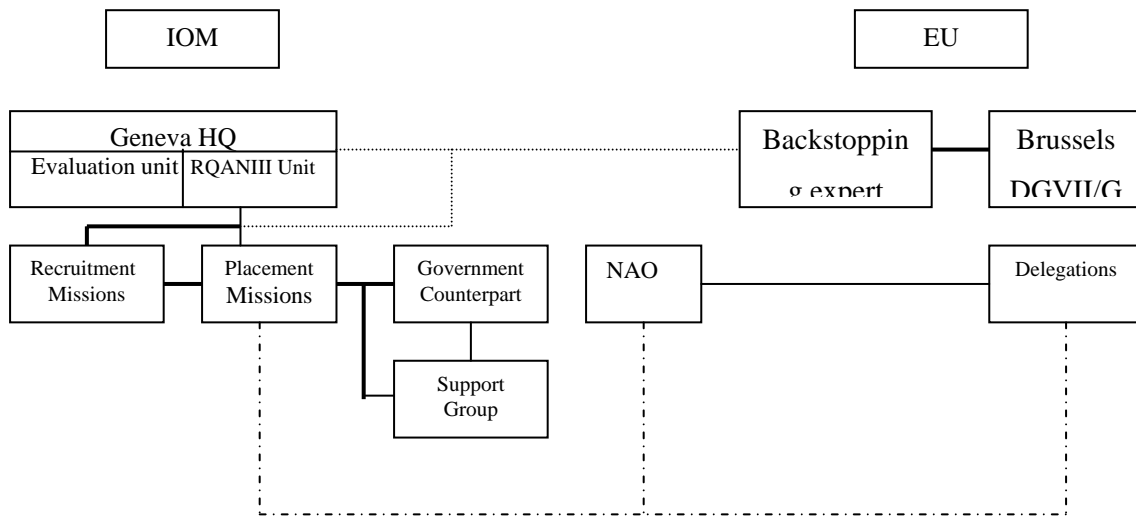 IOM
EU
Geneva HQ
Evaluation unit
RQANIII Unit
Backstoppin
g expert
Brussels
DGVII/G
Recruitment
Missions
Placement
Missions
Government
Counterpart
NAO
Delegations
Support
Group